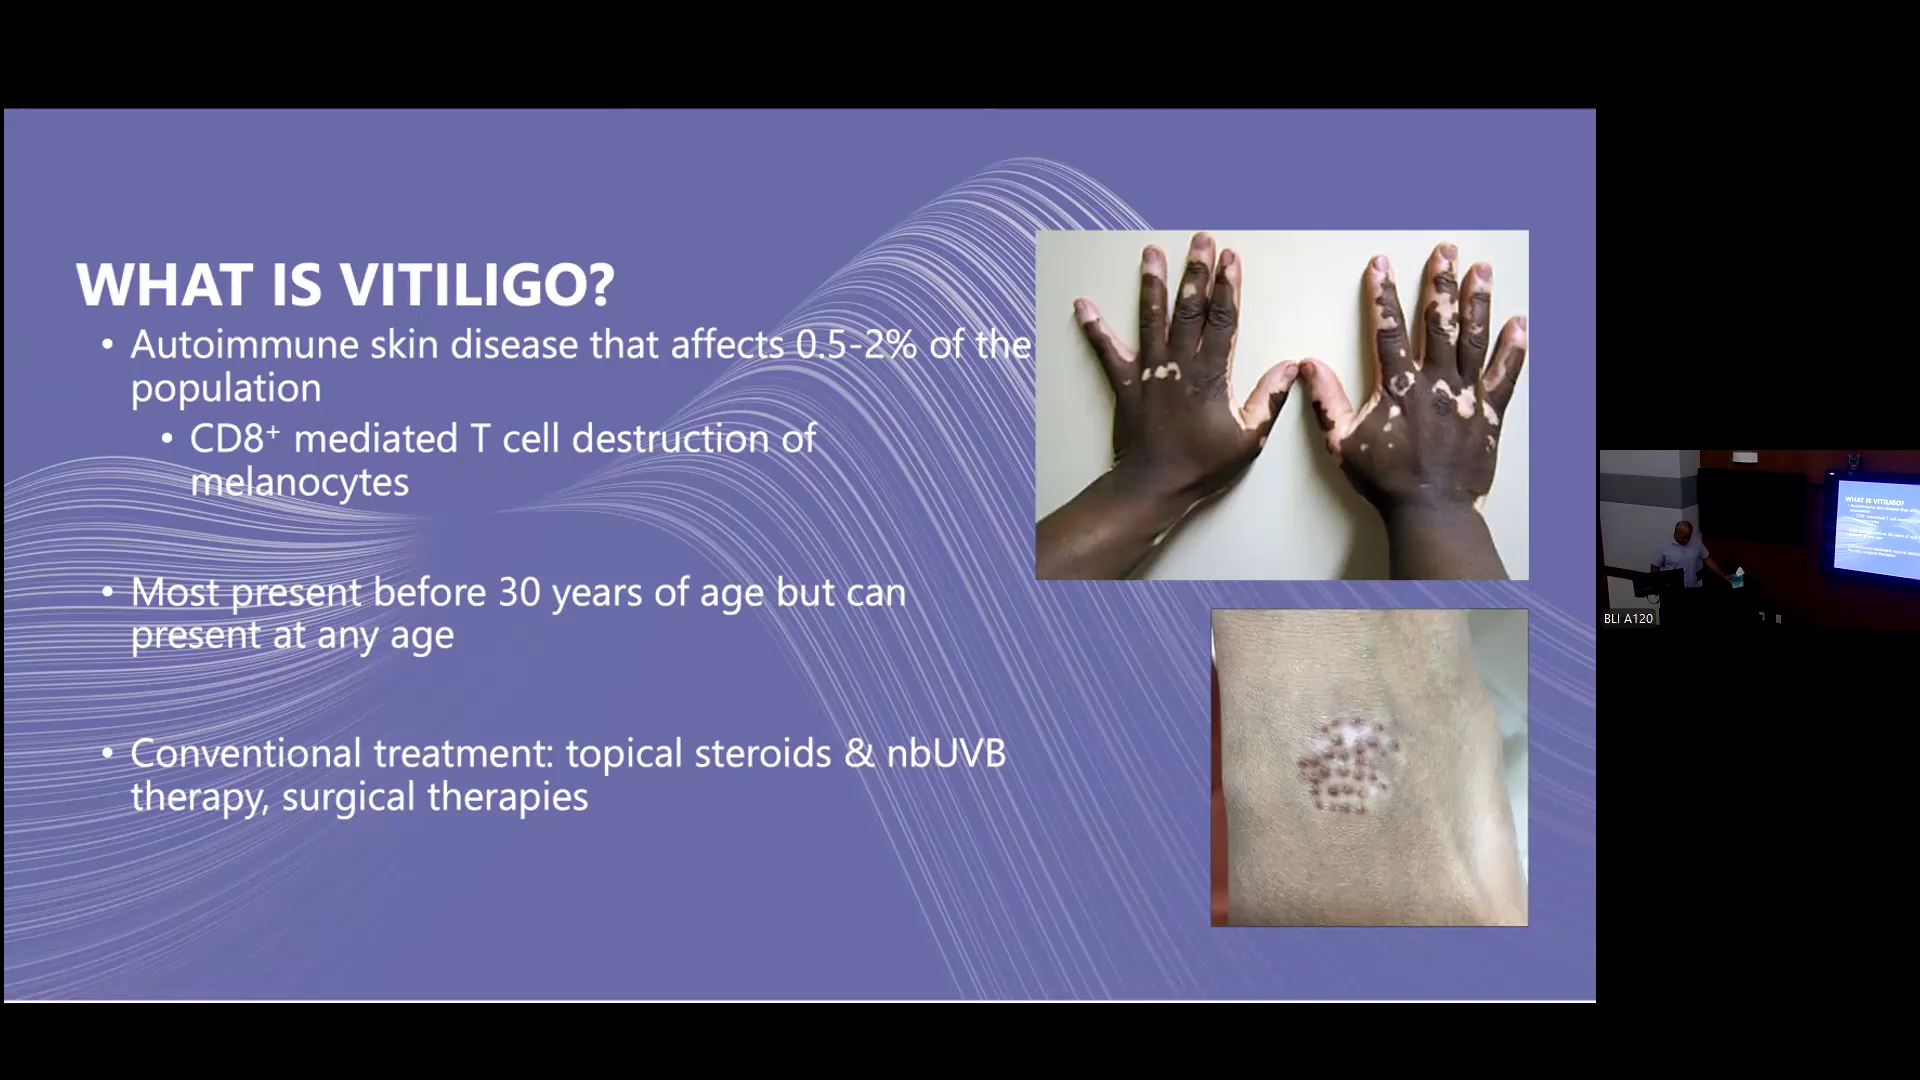 WHAT IS VITILIGO?
• Autoimmune skin disease that affects 0.5-2% of the
population
• CD8⁺ mediated T cell destruction of
melanocytes
• Most present before 30 years of age but can
present at any age
• Conventional treatment: topical steroids & nbUVB
therapy, surgical therapies
WHAT IS VITILIGO?
BLI A120